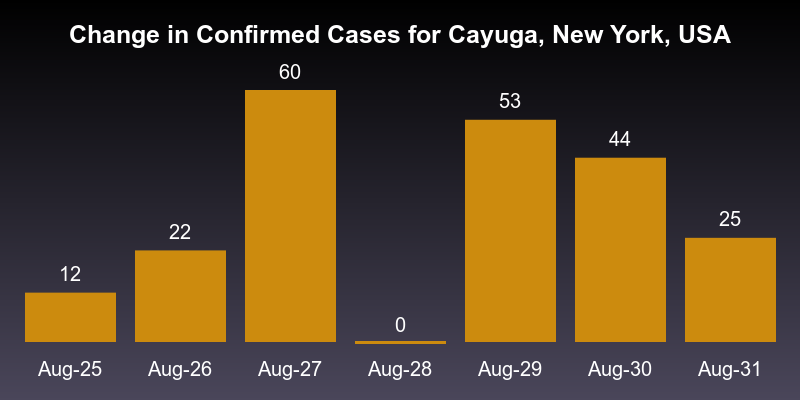 Change in Confirmed Cases for Cayuga, New York, USA
12 22 60 0 53 44 25
Aug-25 Aug-26 Aug-27 Aug-28 Aug-29 Aug-30 Aug-31